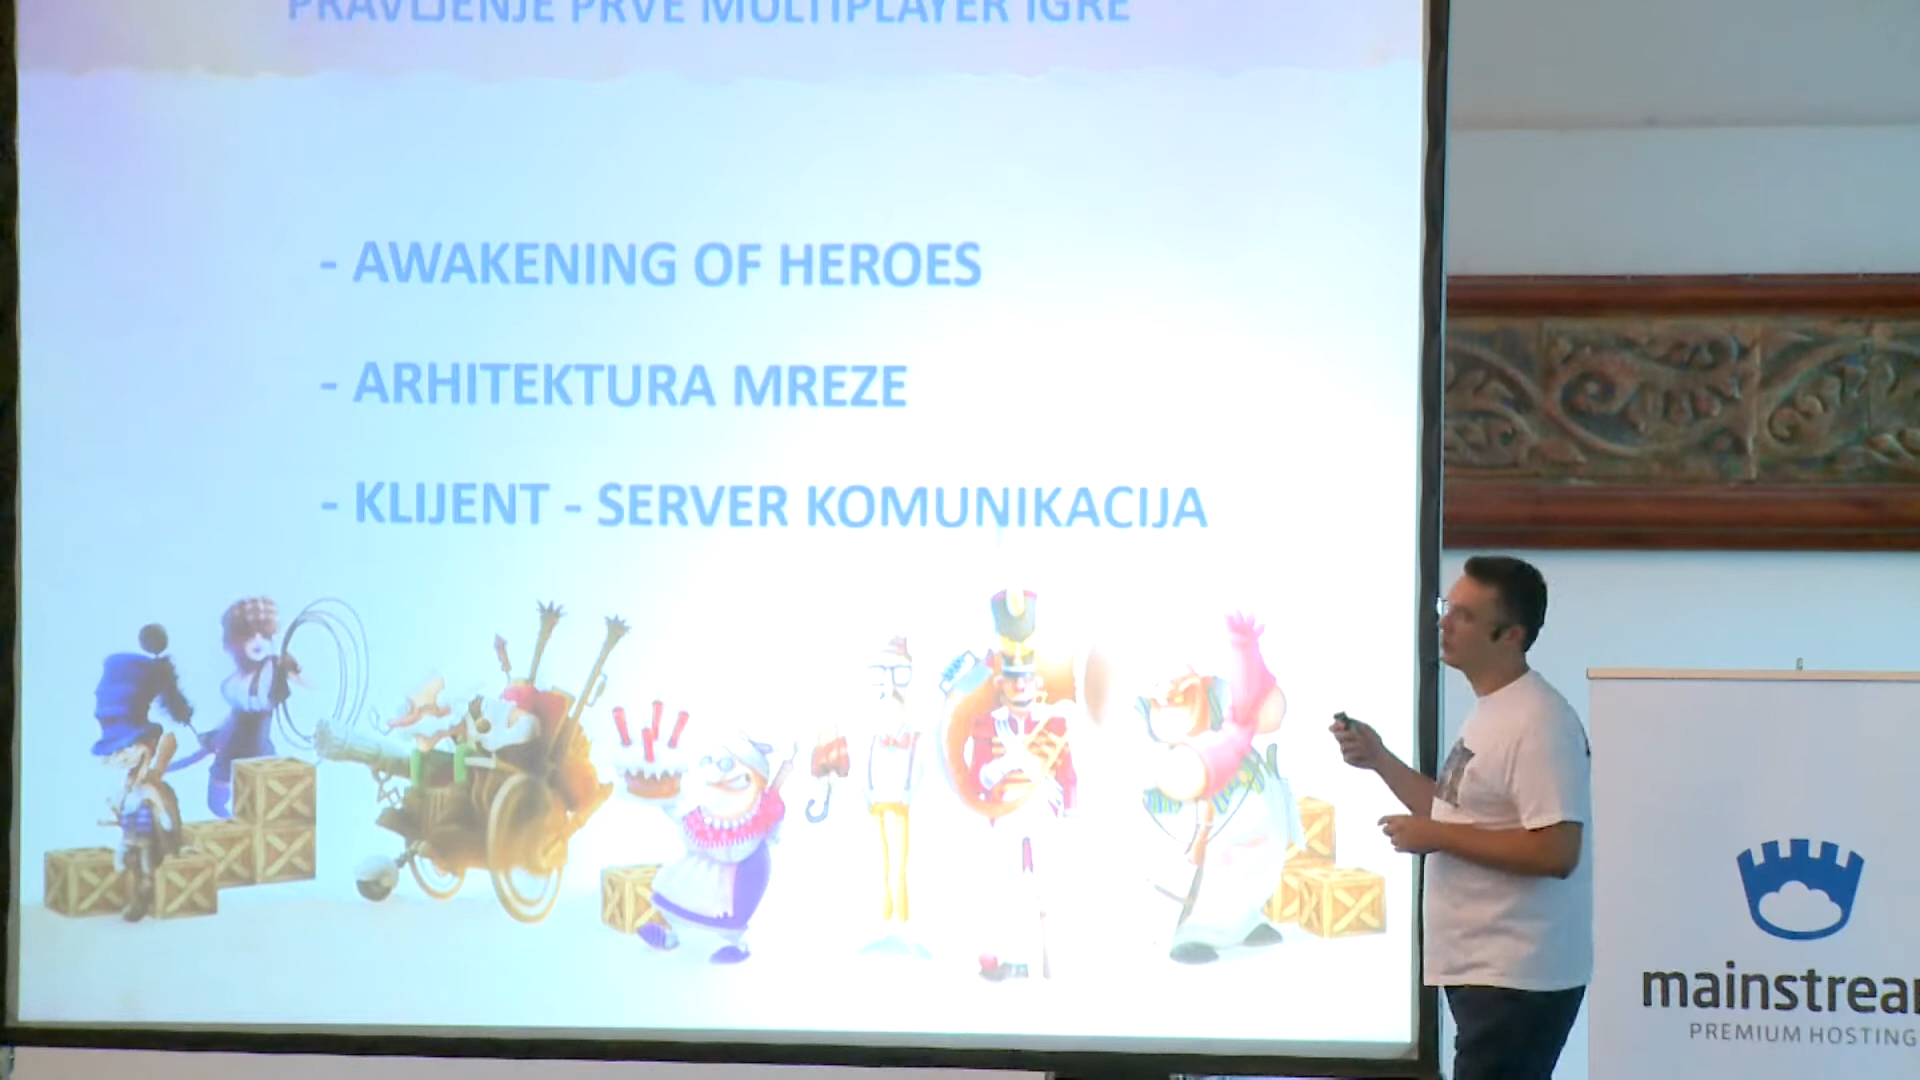 PRAVLJENJE PRVE MULTIPLAYER IGRE
- AWAKENING OF HEROES
- ARHITEKTURA MREZE
- KLIJENT - SERVER KOMUNIKACIJA
mainstrea
PREMIUM HOSTING